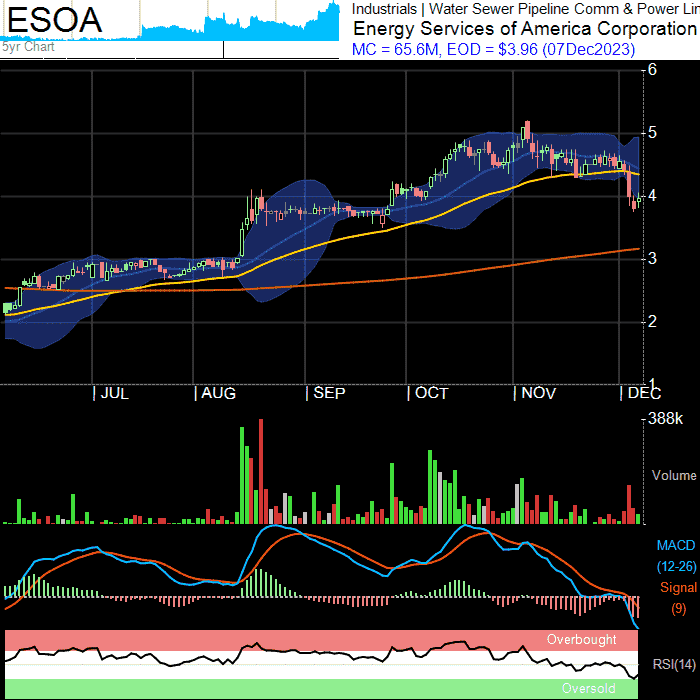 ESOA
5yr Chart
Industrials | Water Sewer Pipeline Comm & Power Lin
Energy Services of America Corporation
MC = 65.6M, EOD = $3.96 (07Dec2023)
6
5
4
3
2
1
JUL
AUG
SEP
OCT
NOV
DEC
388k
Volume
MACD
(12-26)
Signal
(9)
Overbought
RSI(14)
Oversold